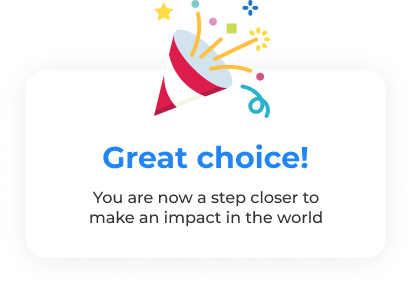 Great choice!
You are now a step closer to
make an impact in the world